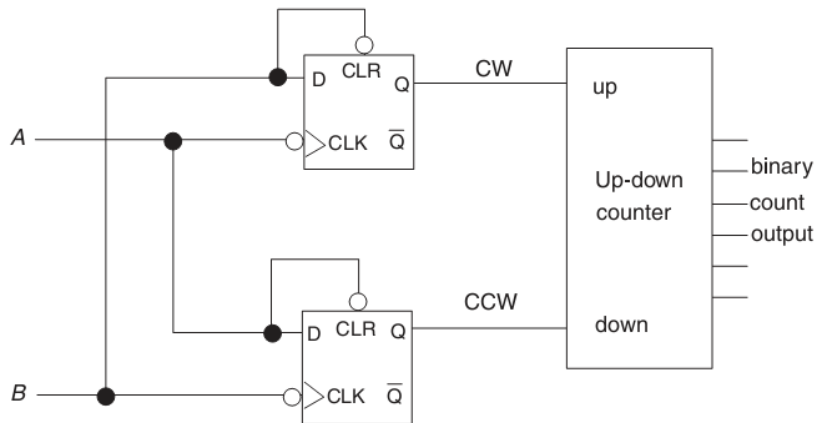 CLR
D
Q
CW
up
A
CLK
Q̅
binary
Up-down
count
counter
output
CCW
CLR
D
Q
down
B
CLK
Q̅